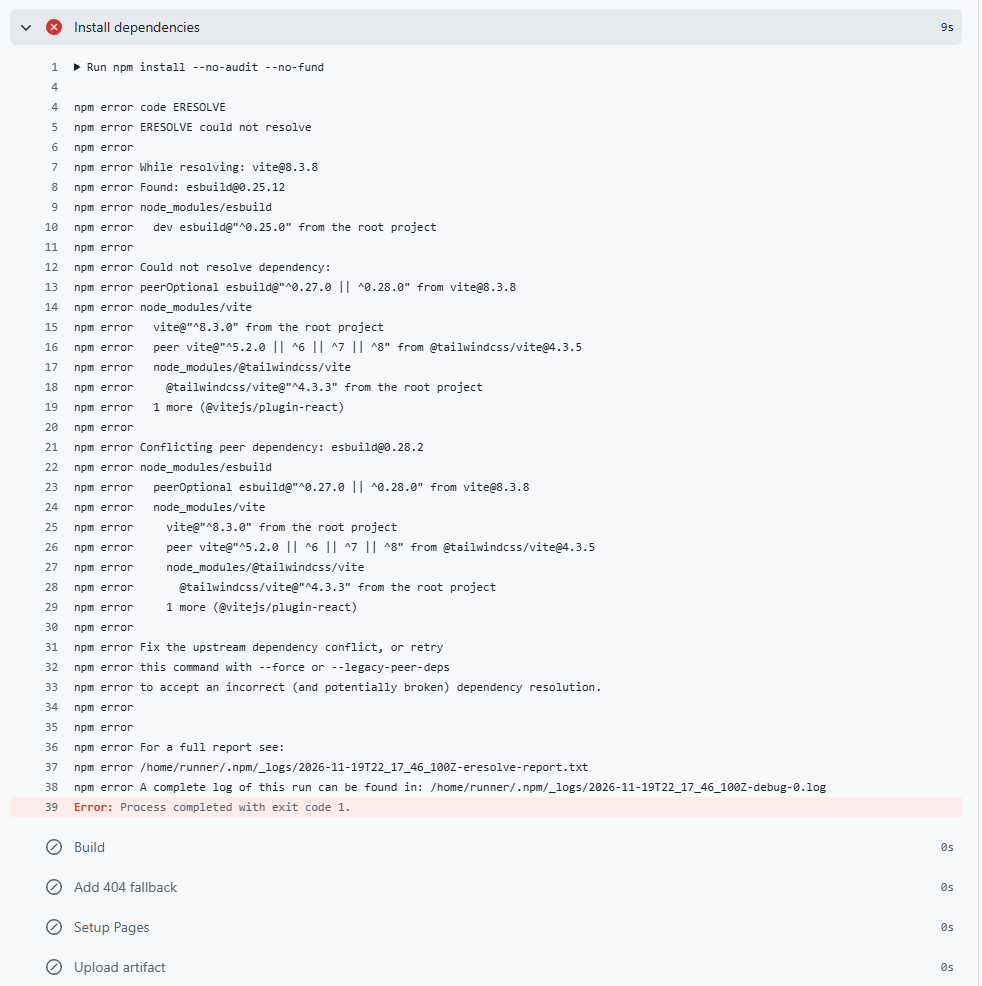 Install dependencies 9s
1 Run npm install --no-audit --no-fund
4
4 npm error code ERESOLVE
5 npm error ERESOLVE could not resolve
6 npm error
7 npm error While resolving: vite@8.3.8
8 npm error Found: esbuild@0.25.12
9 npm error node_modules/esbuild
10 npm error   dev esbuild@"^0.25.0" from the root project
11 npm error
12 npm error Could not resolve dependency:
13 npm error peerOptional esbuild@"^0.27.0 || ^0.28.0" from vite@8.3.8
14 npm error node_modules/vite
15 npm error   vite@"^8.3.0" from the root project
16 npm error   peer vite@"^5.2.0 || ^6 || ^7 || ^8" from @tailwindcss/vite@4.3.5
17 npm error   node_modules/@tailwindcss/vite
18 npm error     @tailwindcss/vite@"^4.3.3" from the root project
19 npm error   1 more (@vitejs/plugin-react)
20 npm error
21 npm error Conflicting peer dependency: esbuild@0.28.2
22 npm error node_modules/esbuild
23 npm error   peerOptional esbuild@"^0.27.0 || ^0.28.0" from vite@8.3.8
24 npm error   node_modules/vite
25 npm error     vite@"^8.3.0" from the root project
26 npm error     peer vite@"^5.2.0 || ^6 || ^7 || ^8" from @tailwindcss/vite@4.3.5
27 npm error     node_modules/@tailwindcss/vite
28 npm error       @tailwindcss/vite@"^4.3.3" from the root project
29 npm error     1 more (@vitejs/plugin-react)
30 npm error
31 npm error Fix the upstream dependency conflict, or retry
32 npm error this command with --force or --legacy-peer-deps
33 npm error to accept an incorrect (and potentially broken) dependency resolution.
34 npm error
35 npm error
36 npm error For a full report see:
37 npm error /home/runner/.npm/_logs/2026-11-19T22_17_46_100Z-eresolve-report.txt
38 npm error A complete log of this run can be found in: /home/runner/.npm/_logs/2026-11-19T22_17_46_100Z-debug-0.log
39 Error: Process completed with exit code 1.
Build 0s
Add 404 fallback 0s
Setup Pages 0s
Upload artifact 0s